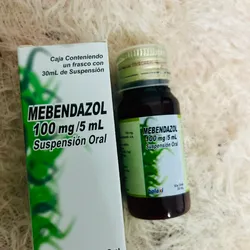 Caja Conteniendo
un frasco con
30mL de Suspensión
MEBENDAZOL
100 mg/5 mL
Suspensión Oral
MEBENDAZOL
100 mg/5 mL
Suspensión Oral